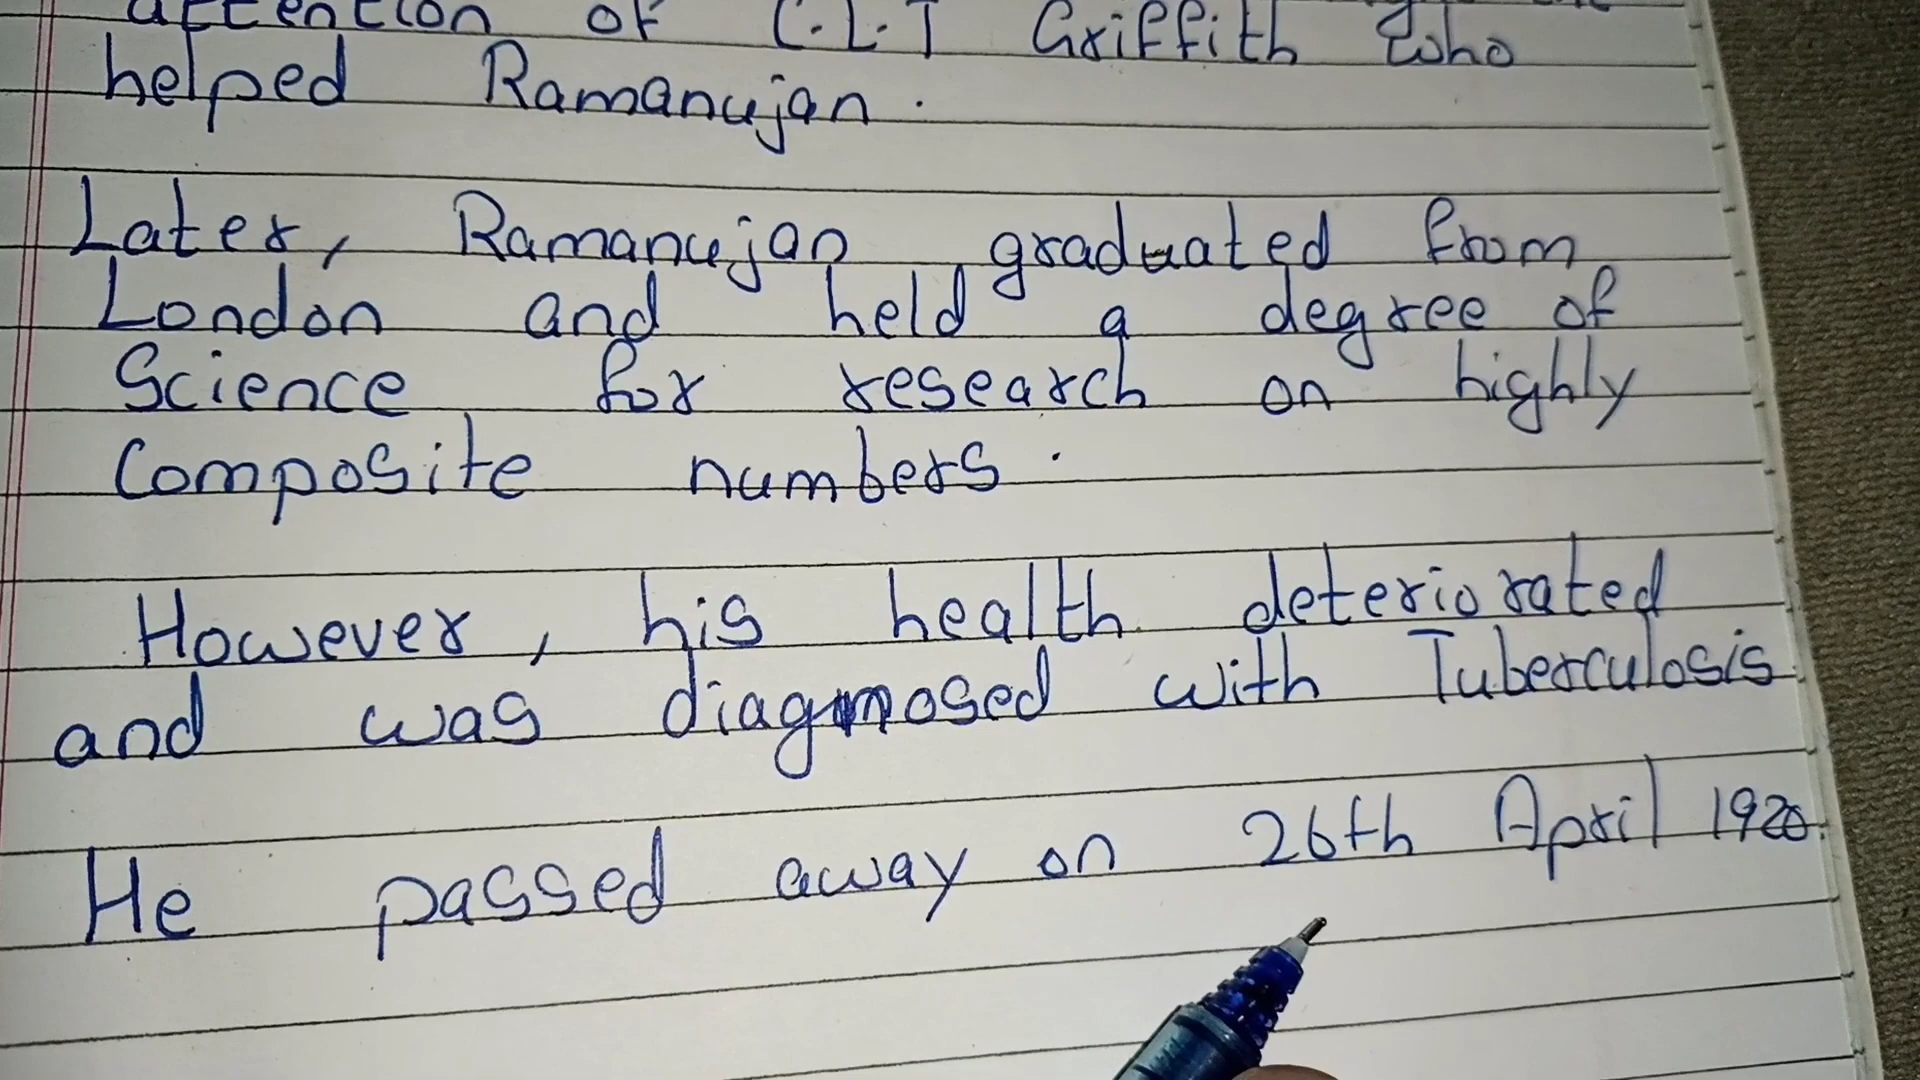 attention of C.L.T Griffith who
helped Ramanujan.
Later, Ramanujan graduated from
London and held a degree of
Science for research on highly
Composite numbers.
However, his health deteriorated
and was diagnosed with Tuberculosis
He passed away on 26th April 1920.